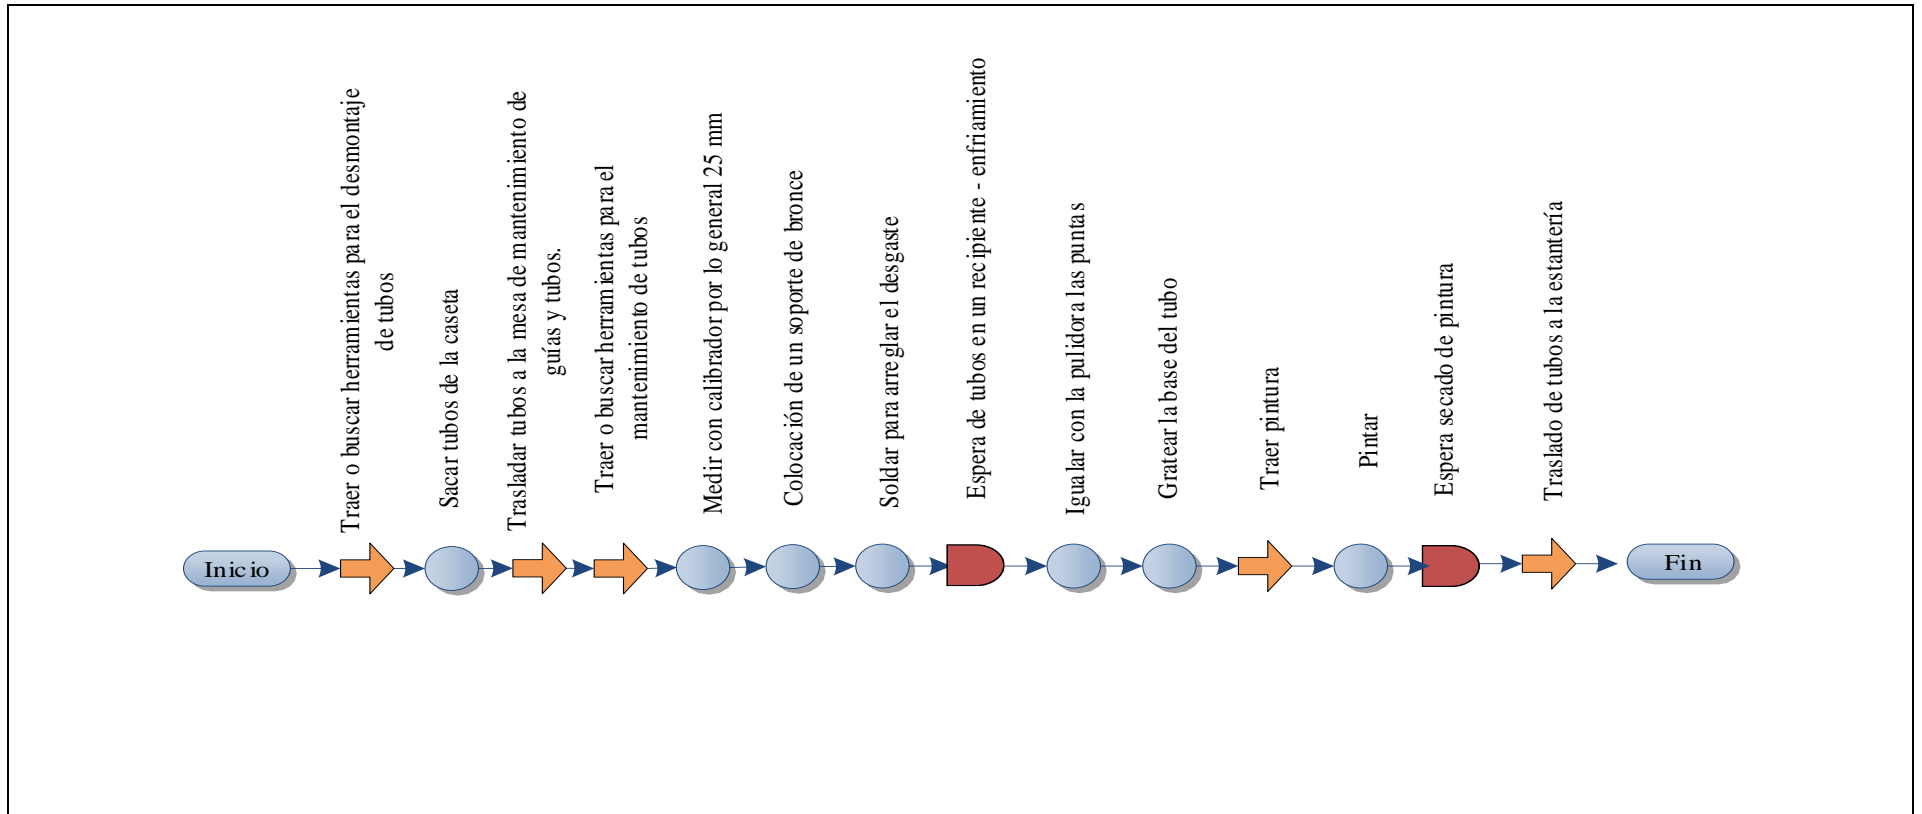 Inicio
Traer o buscar herramientas para el desmontaje
de tubos
Sacar tubos de la caseta
Trasladar tubos a la mesa de mantenimiento de
guías y tubos.
Traer o buscar herramientas para el
mantenimiento de tubos
Medir con calibrador por lo general 25 mm
Colocación de un soporte de bronce
Soldar para arreglar el desgaste
Espera de tubos en un recipiente - enfriamiento
Igualar con la pulidora las puntas
Gratear la base del tubo
Traer pintura
Pintar
Espera secado de pintura
Traslado de tubos a la estantería
Fin